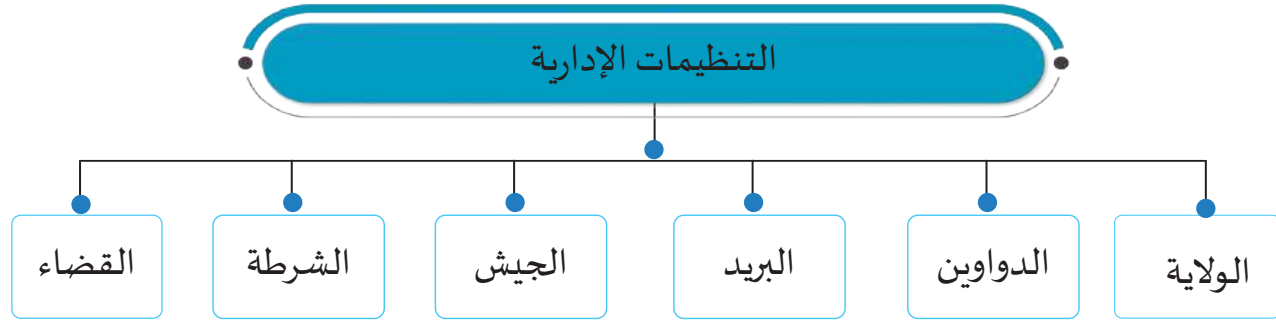 التنظيمات الإدارية
الولاية
الدواوين
البريد
الجيش
الشرطة
القضاء